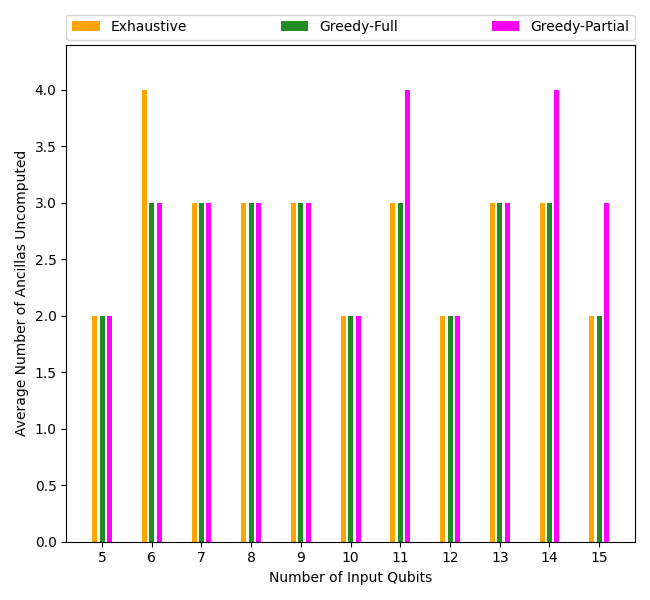 Exhaustive Greedy-Full Greedy-Partial
4.0
3.5
3.0
2.5
2.0
1.5
1.0
0.5
0.0
Average Number of Ancillas Uncomputed
5 6 7 8 9 10 11 12 13 14 15
Number of Input Qubits